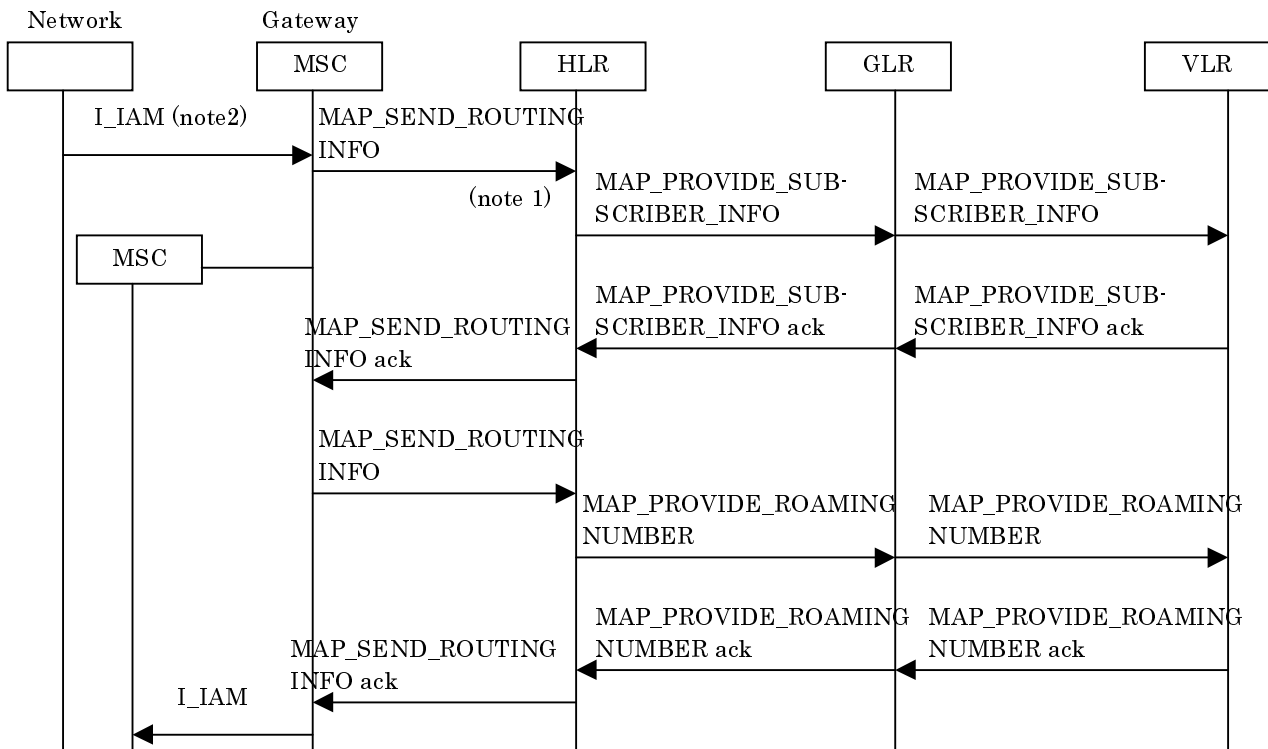 Network
Gateway
MSC
HLR
GLR
VLR
I_IAM (note2)
MAP_SEND_ROUTING
INFO
(note 1)
MAP_PROVIDE_SUB-
SCRIBER_INFO
MAP_PROVIDE_SUB-
SCRIBER_INFO
MSC
MAP_PROVIDE_SUB-
SCRIBER_INFO ack
MAP_PROVIDE_SUB-
SCRIBER_INFO ack
MAP_SEND_ROUTING
INFO ack
MAP_SEND_ROUTING
INFO
MAP_PROVIDE_ROAMING
NUMBER
MAP_PROVIDE_ROAMING
NUMBER
MAP_PROVIDE_ROAMING
NUMBER ack
MAP_PROVIDE_ROAMING
NUMBER ack
MAP_SEND_ROUTING
INFO ack
I_IAM